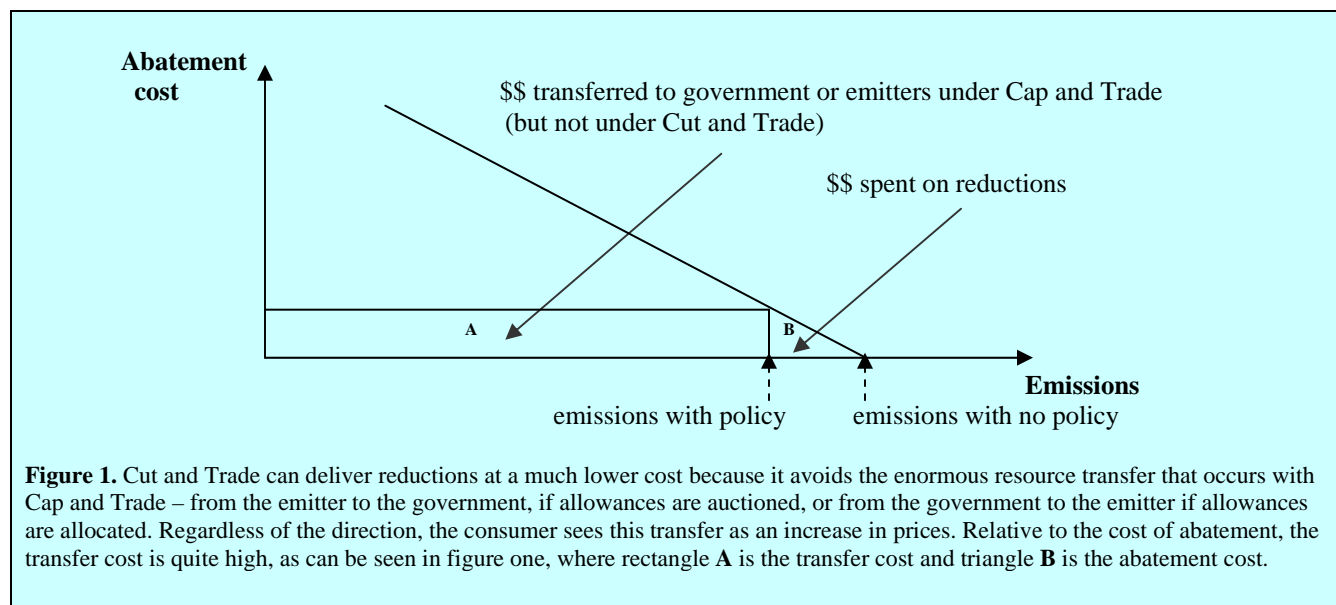 Abatement
cost
$$ transferred to government or emitters under Cap and Trade
(but not under Cut and Trade)
$$ spent on reductions
A
B
Emissions
emissions with policy
emissions with no policy
Figure 1. Cut and Trade can deliver reductions at a much lower cost because it avoids the enormous resource transfer that occurs with
Cap and Trade – from the emitter to the government, if allowances are auctioned, or from the government to the emitter if allowances
are allocated. Regardless of the direction, the consumer sees this transfer as an increase in prices. Relative to the cost of abatement, the
transfer cost is quite high, as can be seen in figure one, where rectangle A is the transfer cost and triangle B is the abatement cost.